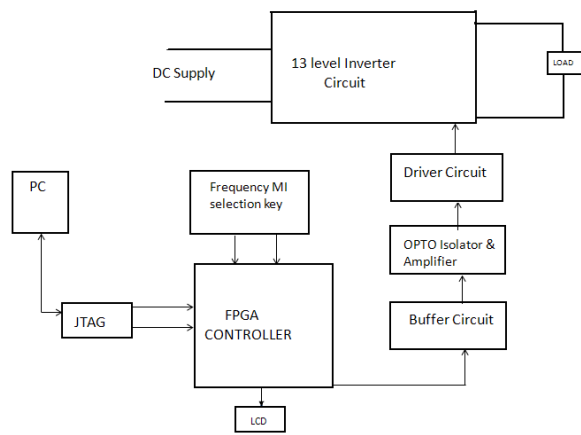 13 level Inverter
Circuit
DC Supply
LOAD
Driver Circuit
PC
Frequency MI
selection key
OPTO Isolator &
Amplifier
JTAG
FPGA
CONTROLLER
Buffer Circuit
LCD